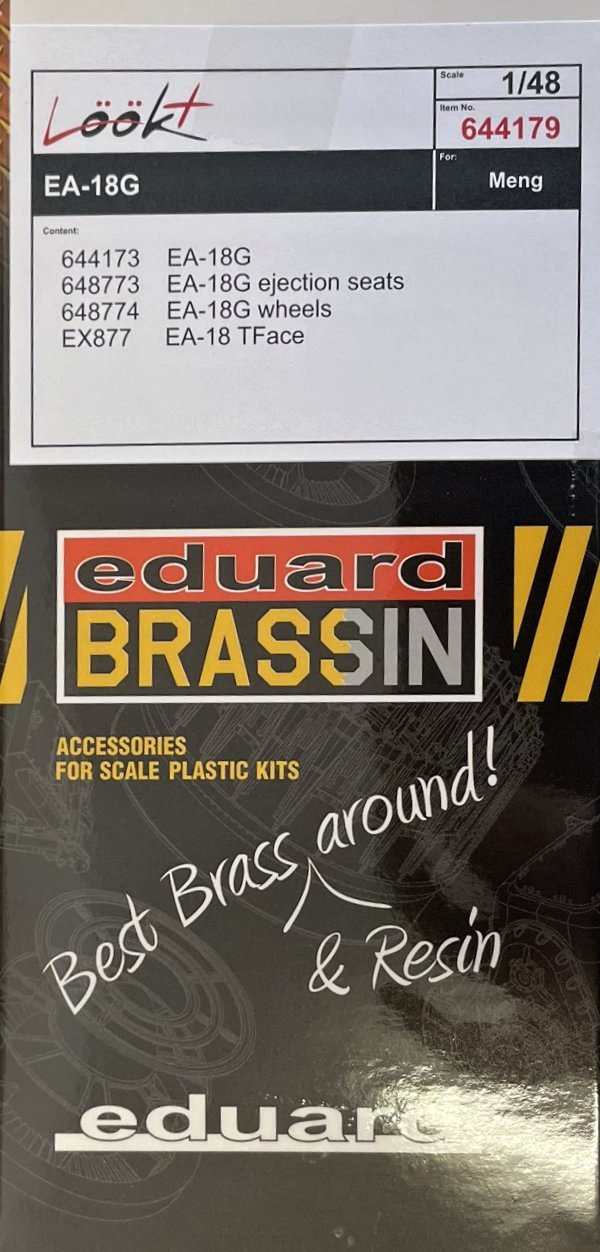 Löök+
Scale
1/48
Item No.
644179
EA-18G
For:
Meng
Content:
644173 EA-18G
648773 EA-18G ejection seats
648774 EA-18G wheels
EX877 EA-18 TFace
eduard
BRASSIN
ACCESSORIES
FOR SCALE PLASTIC KITS
Best Brass around!
& Resin
eduard